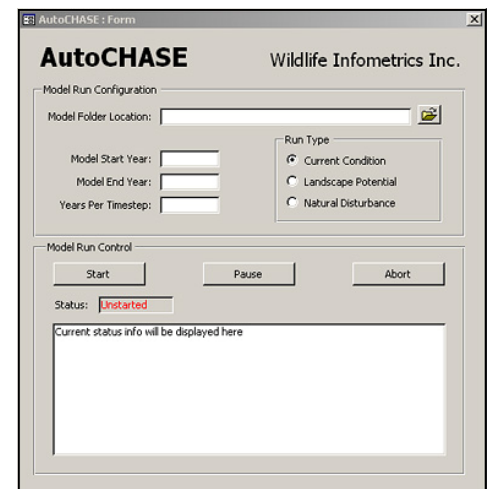 AutoCHASE : Form
AutoCHASE
Wildlife Infometrics Inc.
Model Run Configuration
Model Folder Location:
Model Start Year:
Model End Year:
Years Per Timestep:
Run Type
Current Condition
Landscape Potential
Natural Disturbance
Model Run Control
Start
Pause
Abort
Status: Unstarted
Current status info will be displayed here